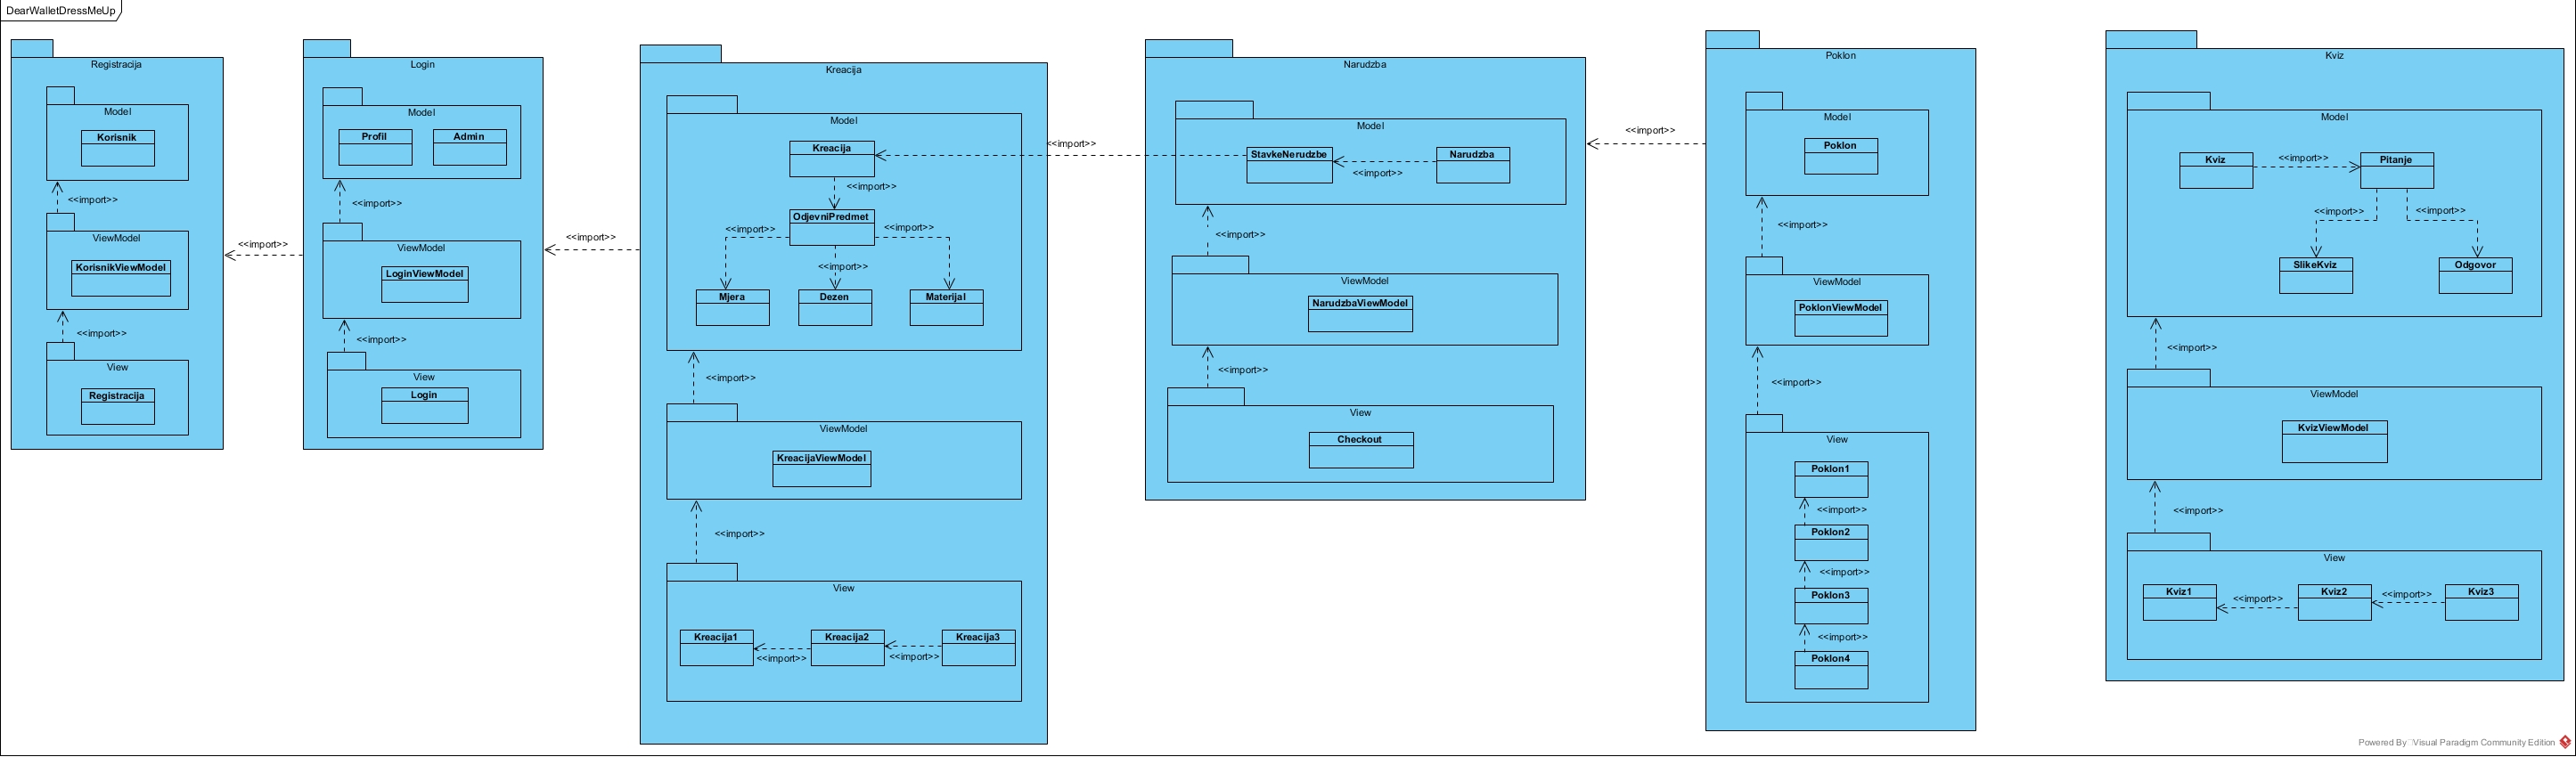 DearWalletDressMeUp
Registracija
Model
Korisnik
<<import>>
ViewModel
KorisnikViewModel
<<import>>
View
Registracija
<<import>>
Login
Model
Profil
Admin
<<import>>
ViewModel
LoginViewModel
<<import>>
View
Login
<<import>>
Kreacija
Model
Kreacija
<<import>>
OdjevniPredmet
<<import>>
<<import>>
<<import>>
Mjera
Dezen
Materijal
<<import>>
ViewModel
KreacijaViewModel
<<import>>
View
Kreacija1
Kreacija2
Kreacija3
<<import>>
<<import>>
<<import>>
Narudzba
Model
StavkeNerudzbe
Narudzba
<<import>>
<<import>>
ViewModel
NarudzbaViewModel
<<import>>
View
Checkout
<<import>>
Poklon
Model
Poklon
<<import>>
ViewModel
PoklonViewModel
<<import>>
View
Poklon1
<<import>>
Poklon2
<<import>>
Poklon3
<<import>>
Poklon4
Kviz
Model
Kviz
<<import>>
Pitanje
<<import>>
<<import>>
SlikeKviz
Odgovor
<<import>>
ViewModel
KvizViewModel
<<import>>
View
Kviz1
<<import>>
Kviz2
<<import>>
Kviz3
Powered By Visual Paradigm Community Edition